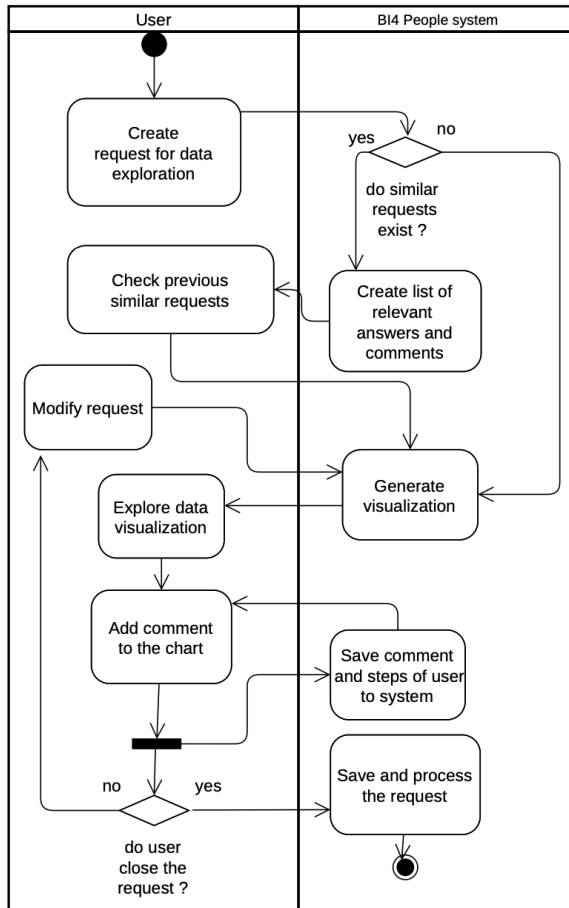 User
BI4 People system
Create
request for data
exploration
yes
no
do similar
requests
exist ?
Check previous
similar requests
Create list of
relevant
answers and
comments
Modify request
Generate
visualization
Explore data
visualization
Add comment
to the chart
Save comment
and steps of user
to system
Save and process
the request
no
yes
do user
close the
request ?